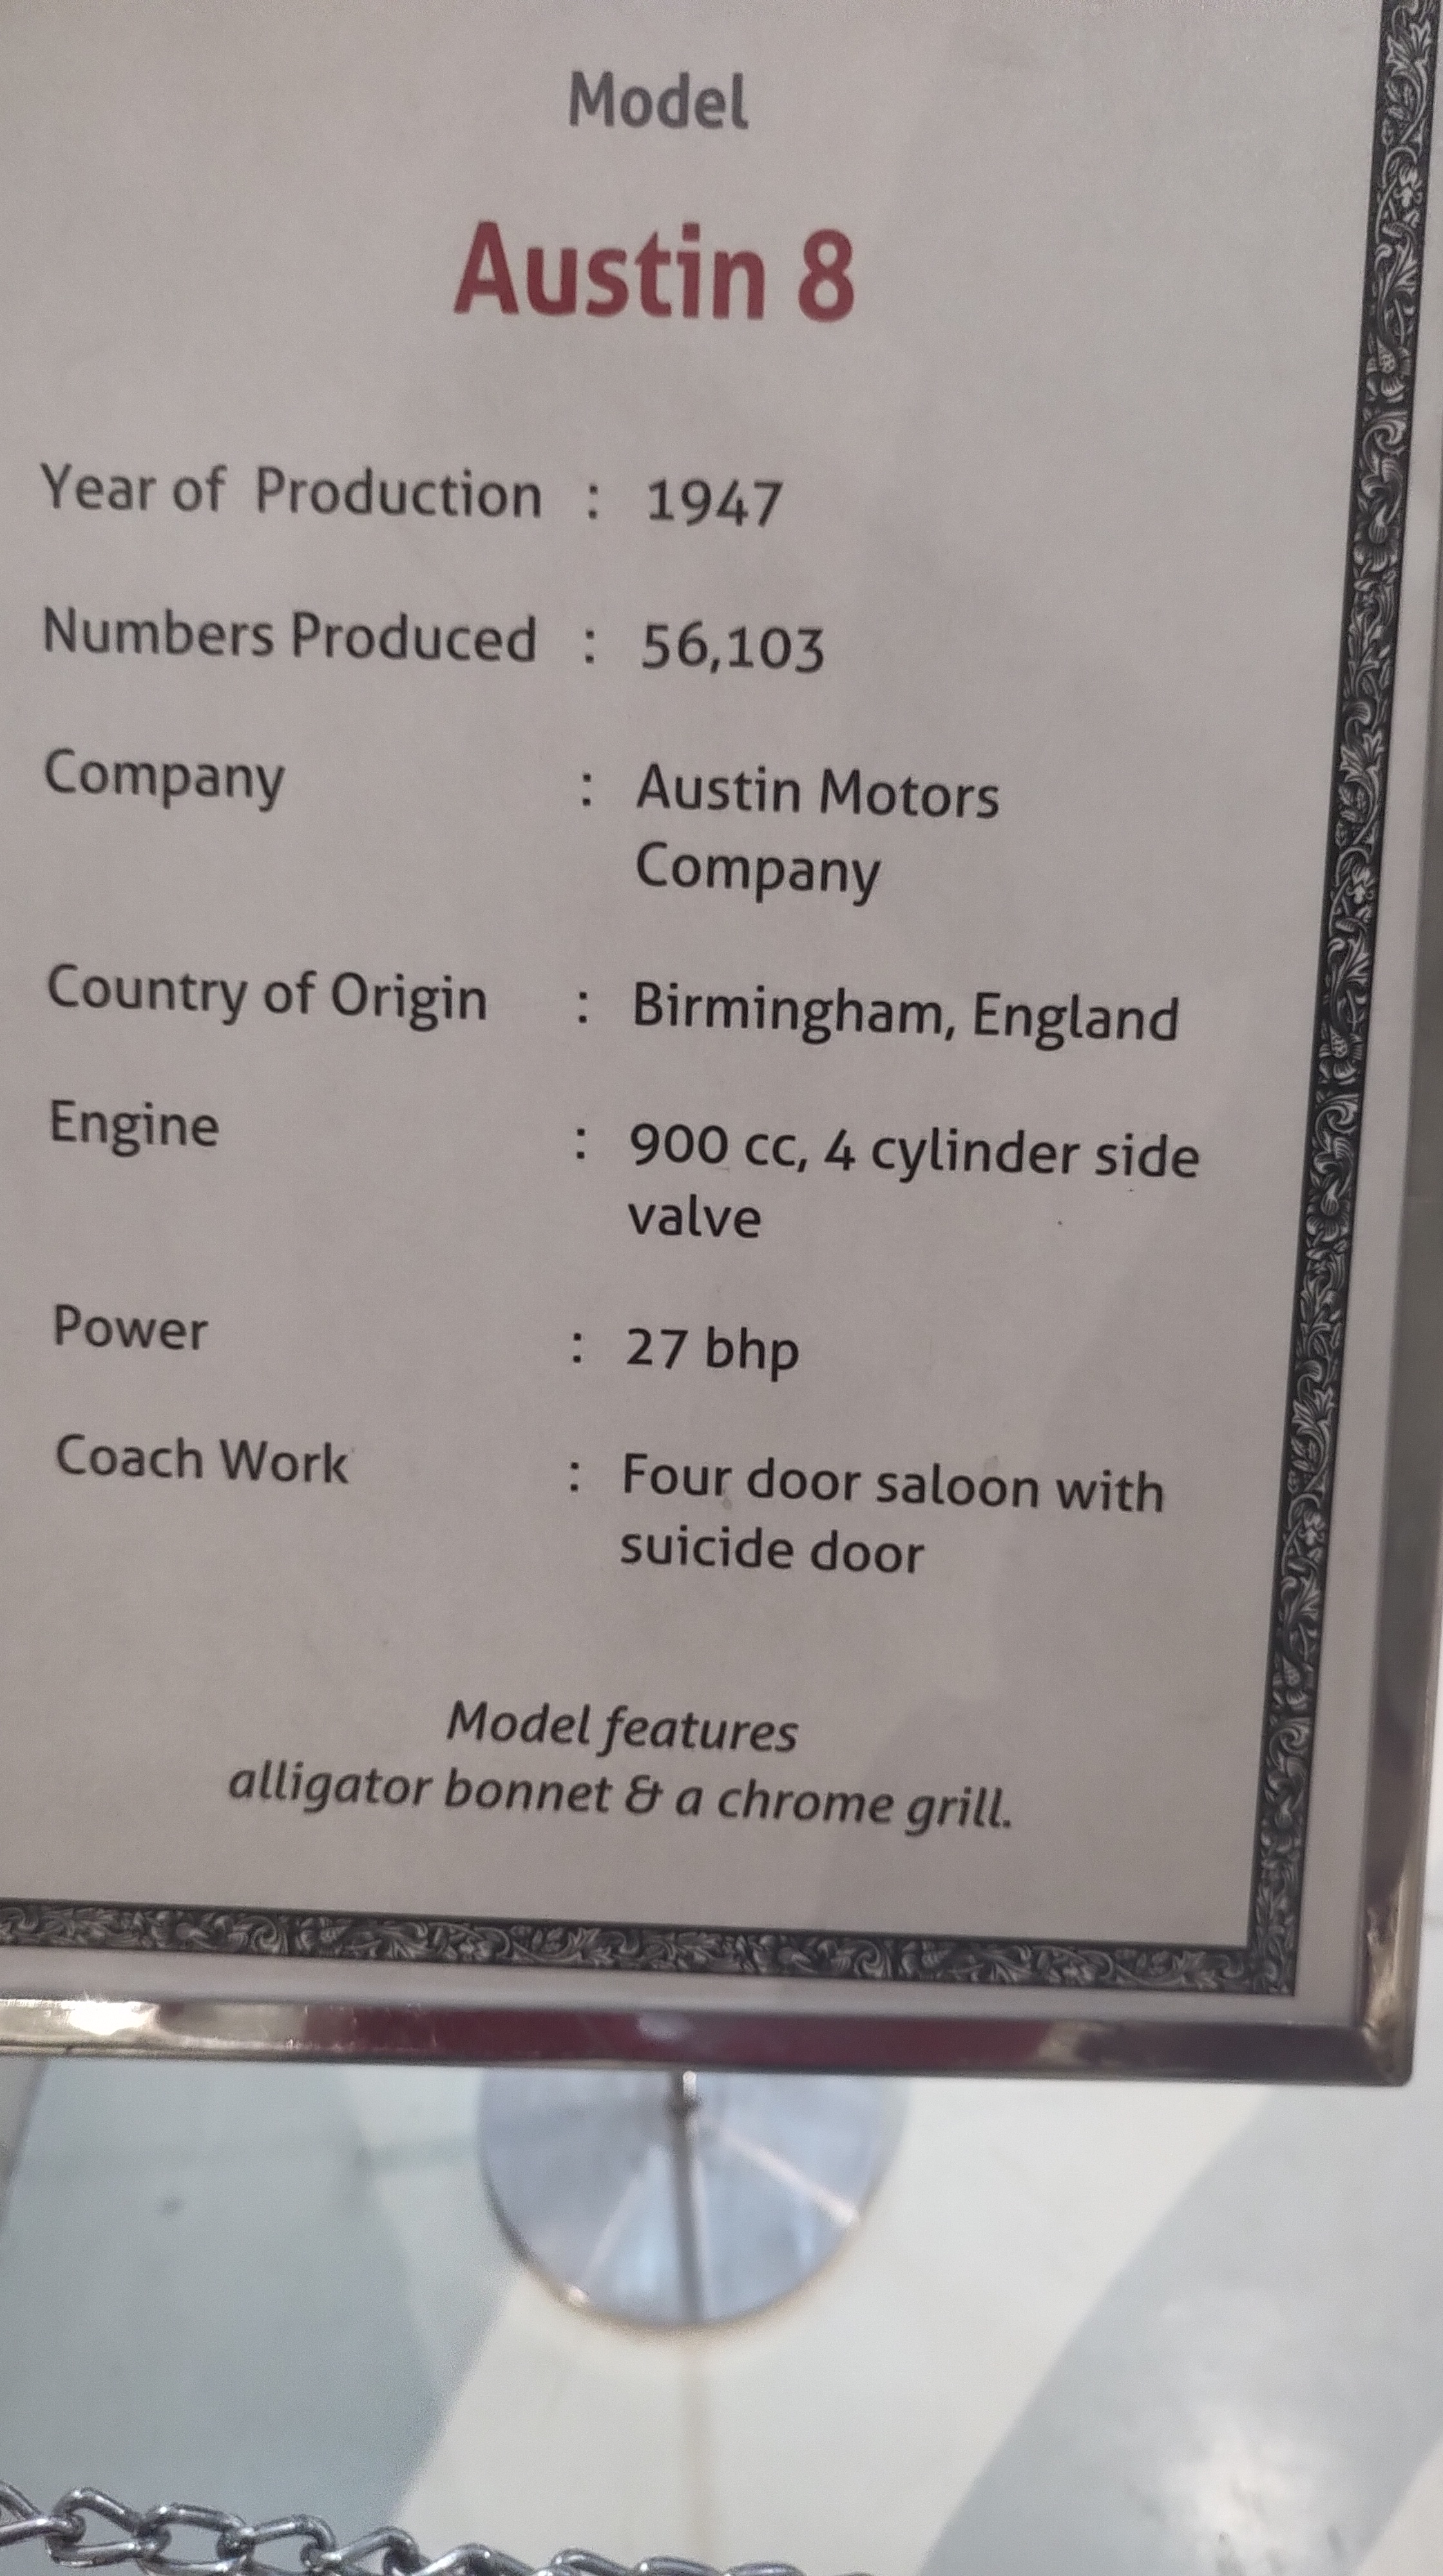 Model
Austin 8
Year of Production : 1947
Numbers Produced : 56,103
Company : Austin Motors
Company
Country of Origin : Birmingham, England
Engine : 900 cc, 4 cylinder side
valve
Power : 27 bhp
Coach Work : Four door saloon with
suicide door
Model features
alligator bonnet & a chrome grill.